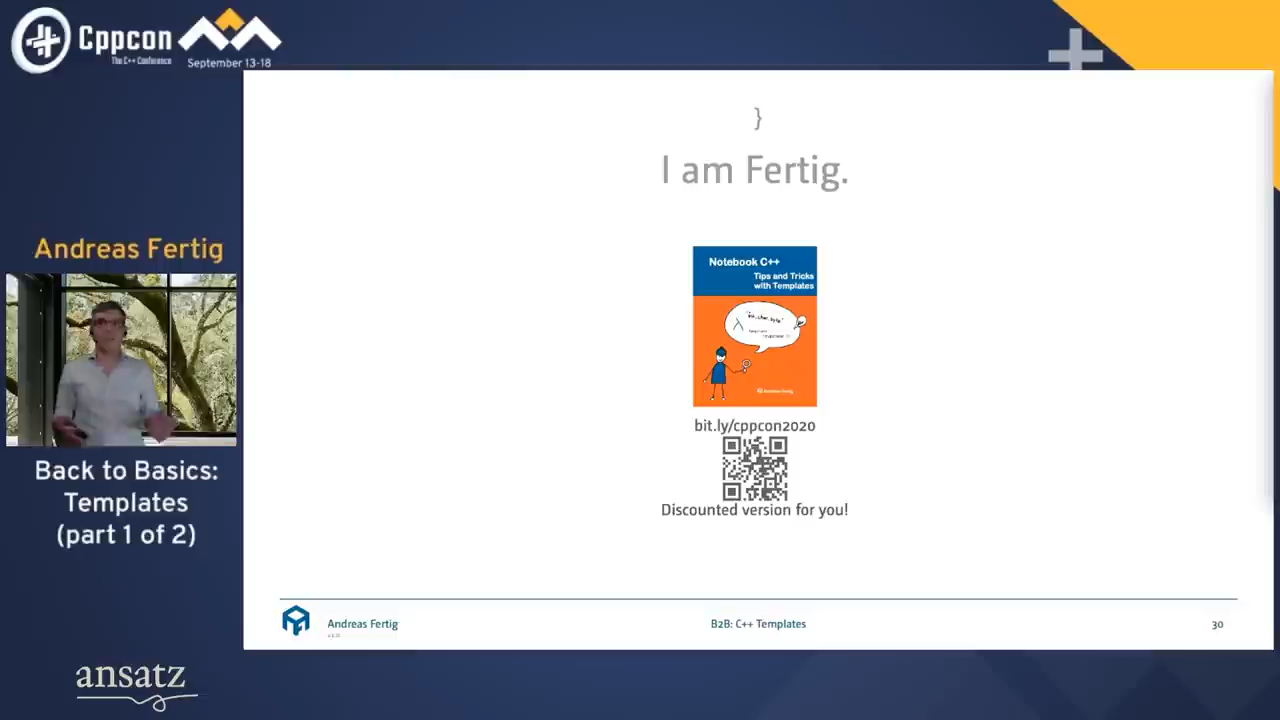 Cppcon
The C++ Conference
September 13-18
}
I am Fertig.
Andreas Fertig
Notebook C++
Tips and Tricks
with Templates
bit.ly/cppcon2020
Discounted version for you!
Back to Basics:
Templates
(part 1 of 2)
Andreas Fertig
B2B: C++ Templates
30
ansatz